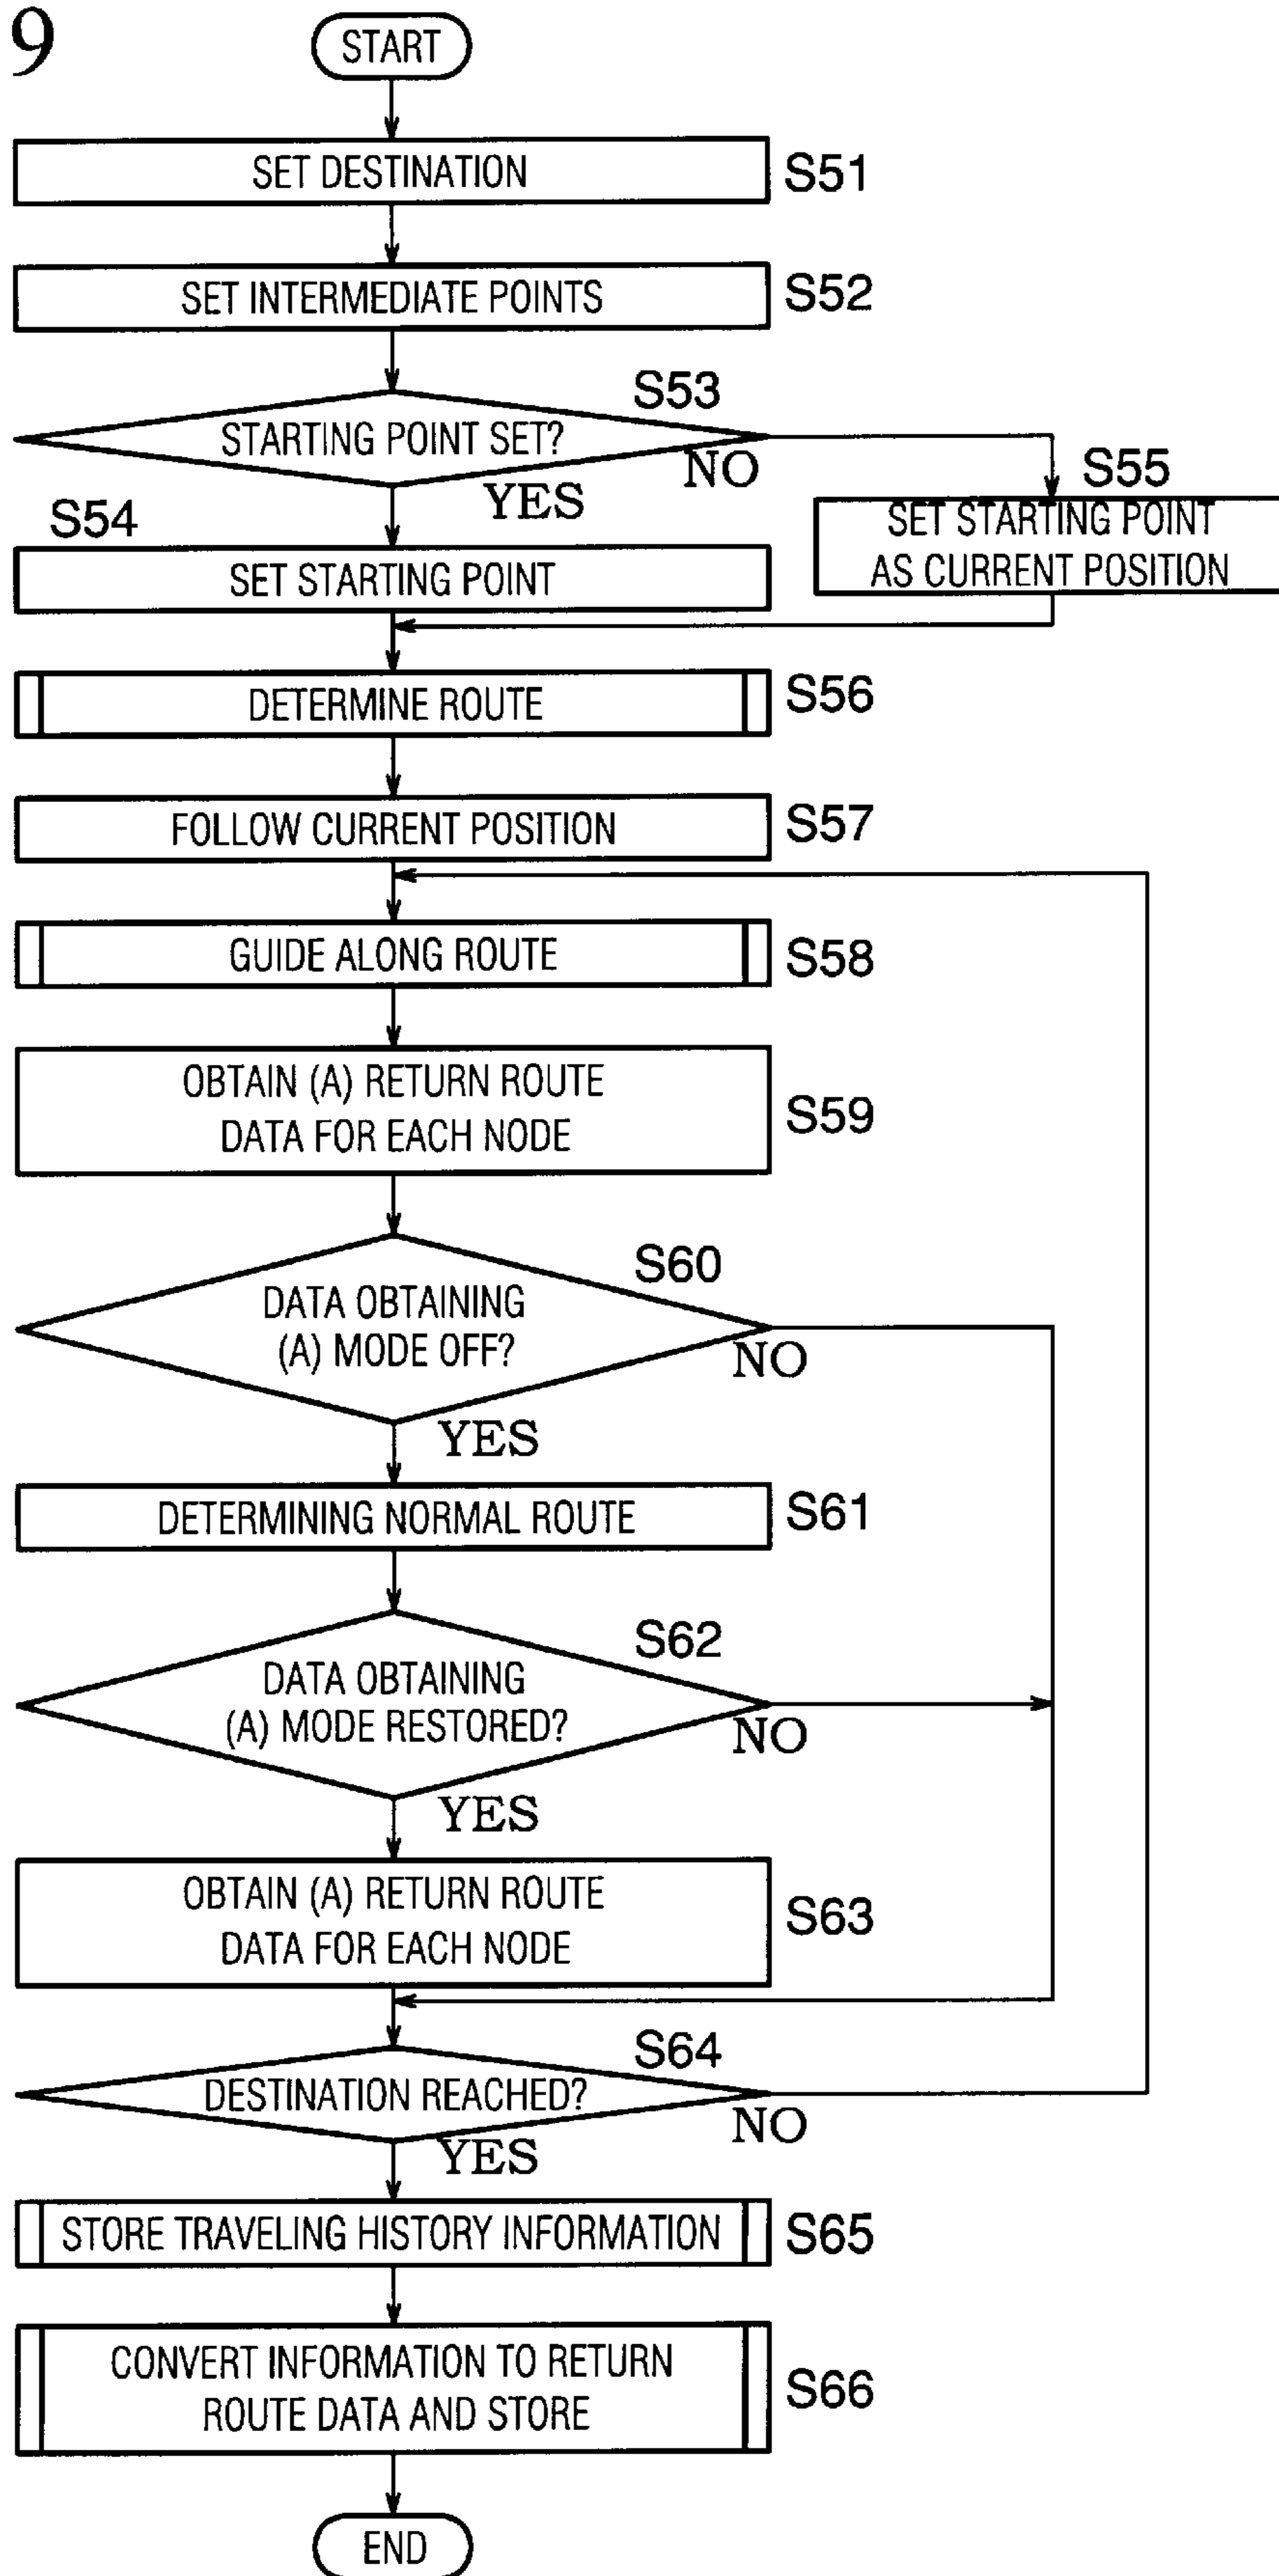 9
START
SET DESTINATION
S51
SET INTERMEDIATE POINTS
S52
S53
STARTING POINT SET?
NO
YES
S55
SET STARTING POINT
AS CURRENT POSITION
S54
SET STARTING POINT
DETERMINE ROUTE
S56
FOLLOW CURRENT POSITION
S57
GUIDE ALONG ROUTE
S58
OBTAIN (A) RETURN ROUTE
DATA FOR EACH NODE
S59
S60
DATA OBTAINING
(A) MODE OFF?
NO
YES
DETERMINING NORMAL ROUTE
S61
S62
DATA OBTAINING
(A) MODE RESTORED?
NO
YES
OBTAIN (A) RETURN ROUTE
DATA FOR EACH NODE
S63
S64
DESTINATION REACHED?
NO
YES
STORE TRAVELING HISTORY INFORMATION
S65
CONVERT INFORMATION TO RETURN
ROUTE DATA AND STORE
S66
END